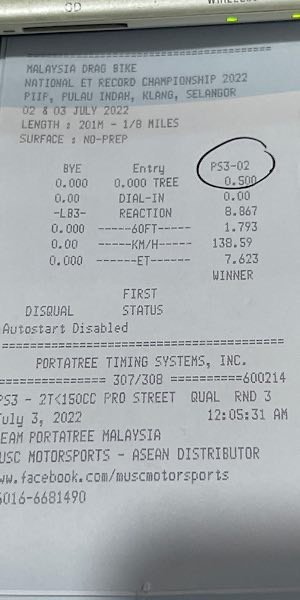 ==================================
MALAYSIA DRAG BIKE
NATIONAL ET RECORD CHAMPIONSHIP 2022
PIIF, PULAU INDAH, KLANG, SELANGOR
02 & 03 JULY 2022
LENGTH : 201M - 1/8 MILES
SURFACE : NO-PREP
BYE Entry PS3-02
0.000 0.000 TREE 0.500
0.00 DIAL-IN 0.00
-LB3- REACTION 8.867
0.000 -----60FT----- 1.793
0.00 -----KM/H----- 138.59
0.000 ------ET------ 7.623
WINNER
FIRST
DISQUAL STATUS
Autostart Disabled
==================================
PORTATREE TIMING SYSTEMS, INC.
============== 307/308 ==========600214
PS3 - 2T<150CC PRO STREET QUAL RND 3
July 3, 2022 12:05:31 AM
EAM PORTATREE MALAYSIA
USC MOTORSPORTS - ASEAN DISTRIBUTOR
ww.facebook.com/muscmotorsports
6016-6681490